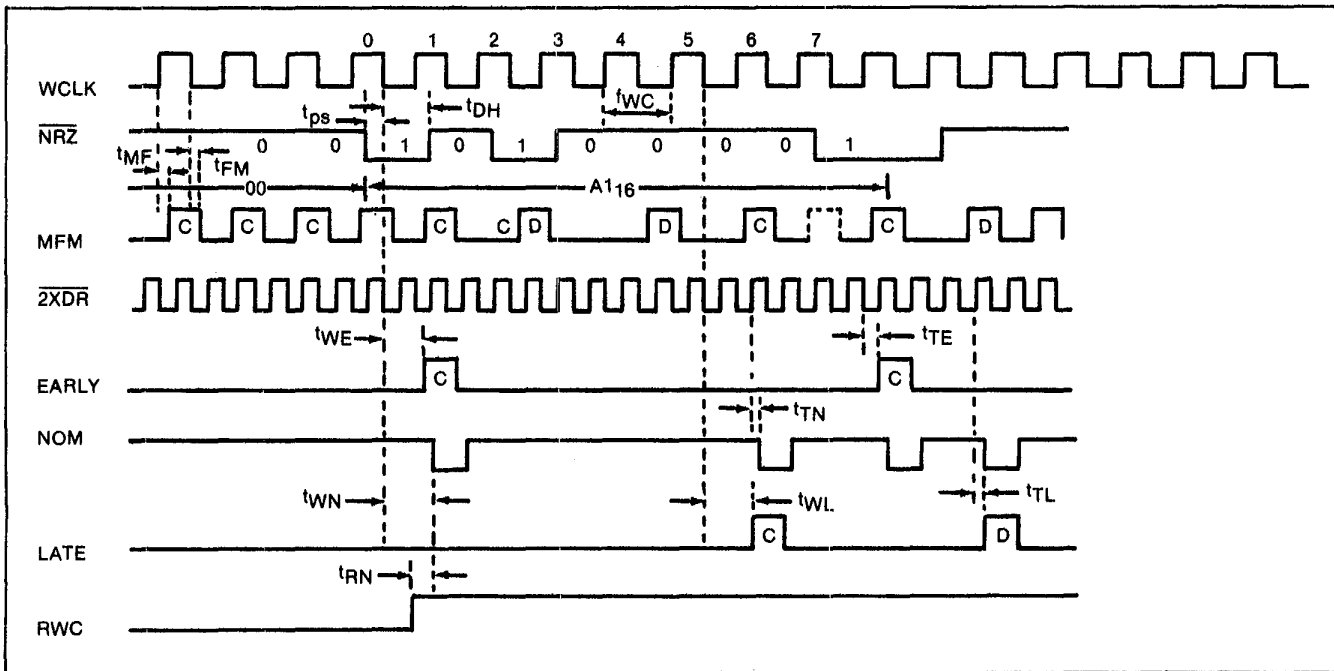 0 1 2 3 4 5 6 7
WCLK
tps tDH fWC
NRZ
0 0 1 0 1 0 0 0 0 1
tMF tFM
00 A1₁₆
MFM C C C C C D D C C D
2XDR
tWE tTE
EARLY C C
tTN
NOM
tWN tWL tTL
LATE C D
tRN
RWC